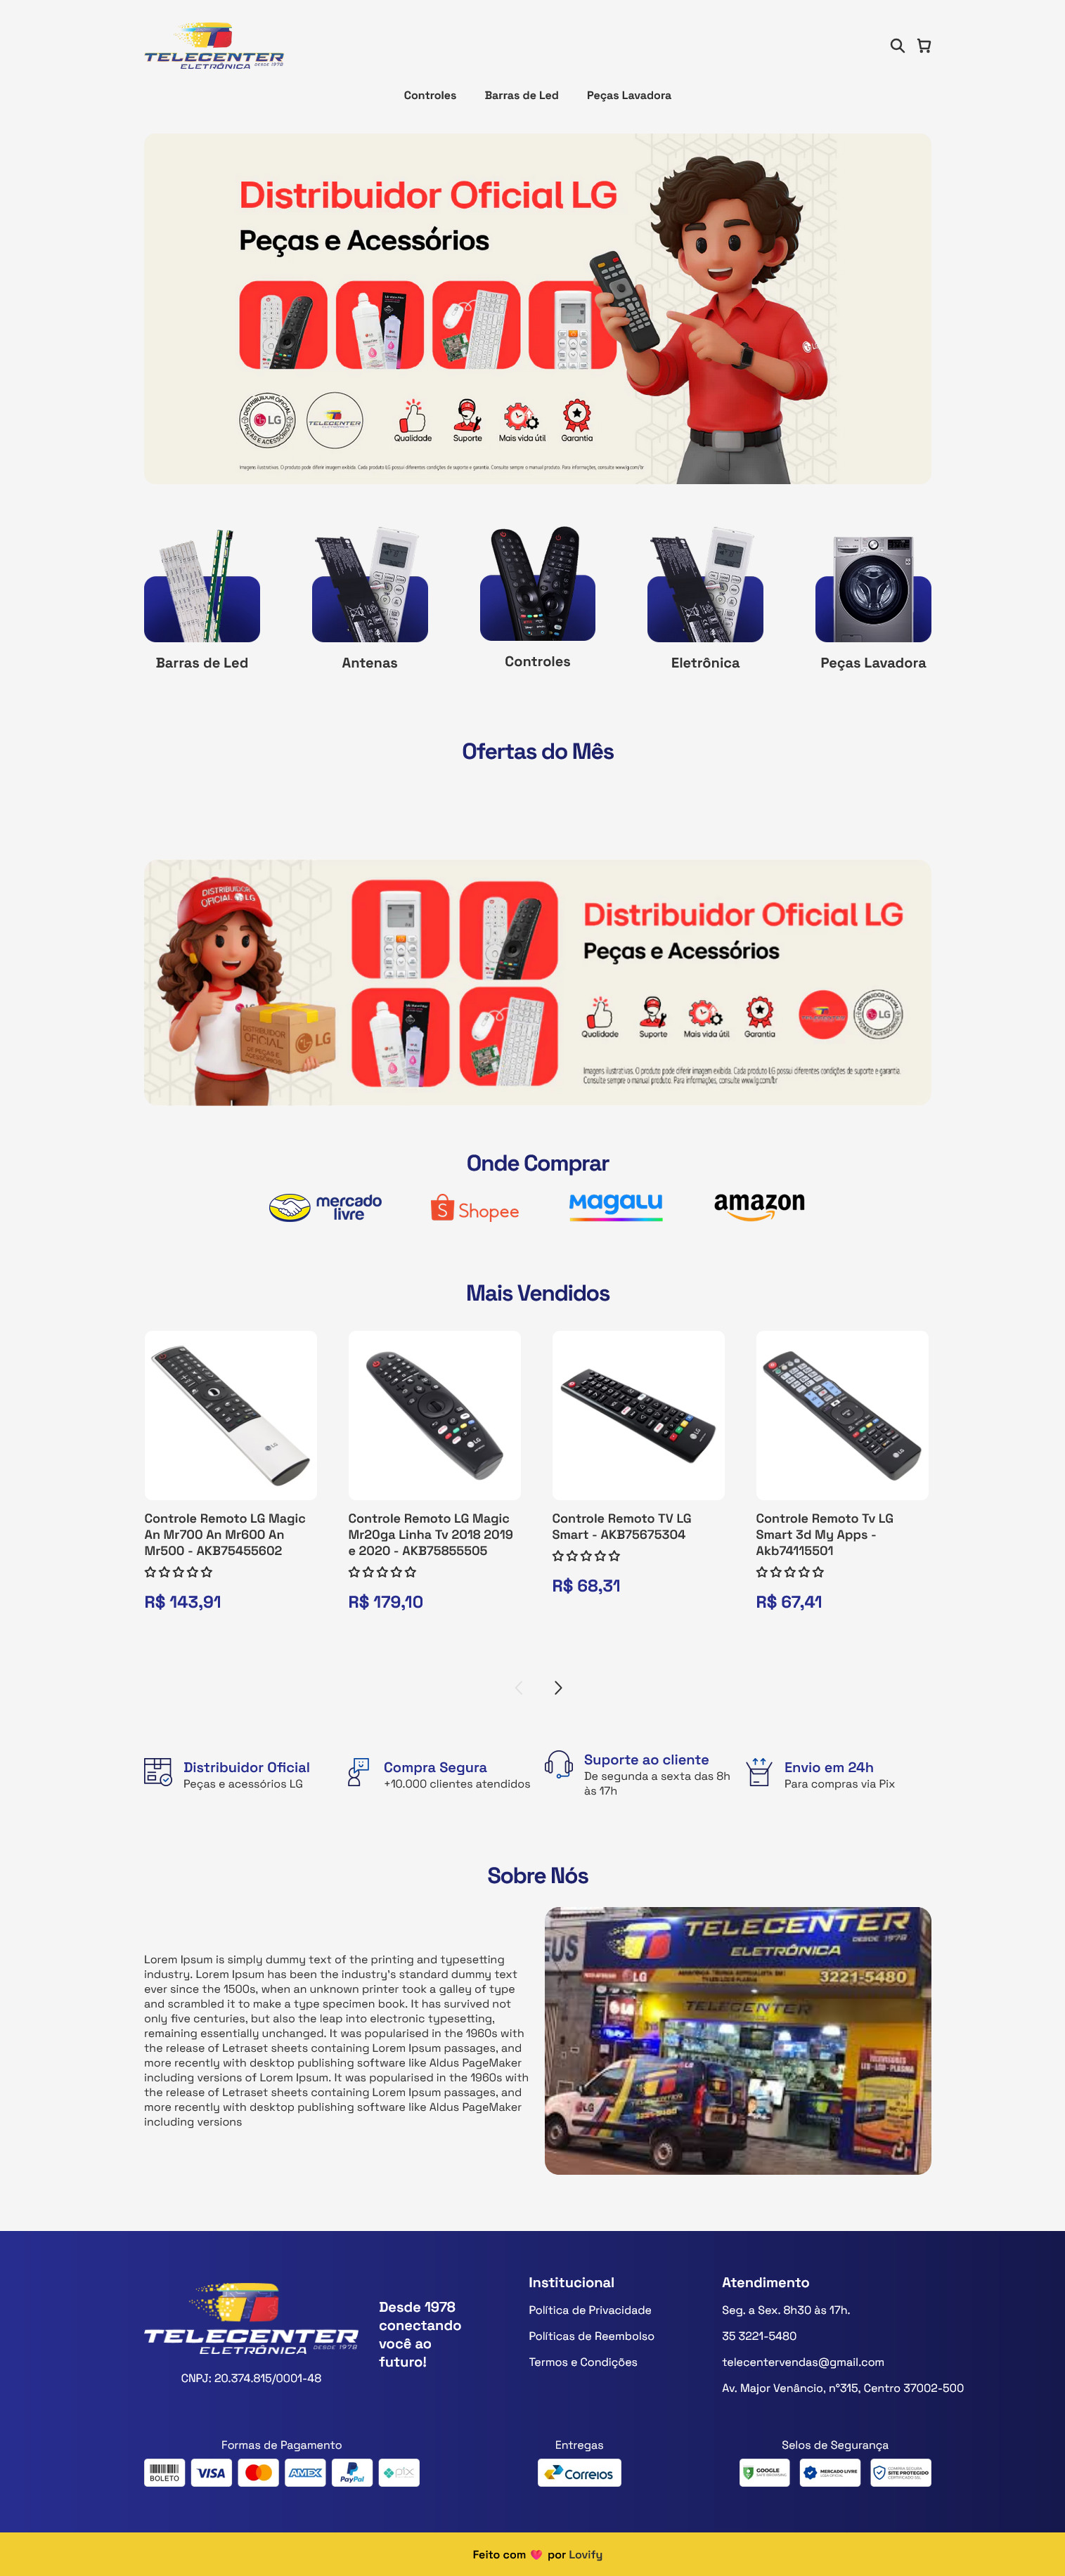 TELECENTER
ELETRÔNICA DESDE 1978
Controles Barras de Led Peças Lavadora
Distribuidor Oficial LG
Peças e Acessórios
DISTRIBUIDOR OFICIAL
LG
PEÇAS E ACESSÓRIOS
TELECENTER
Qualidade Suporte Mais vida útil Garantia
Imagens ilustrativas. O produto pode diferir imagem exibida. Cada produto LG possui diferentes condições de suporte e garantia. Consulte sempre o manual produto. Para informações, consulte www.lg.com/br
Barras de Led Antenas Controles Eletrônica Peças Lavadora
Ofertas do Mês
DISTRIBUIDOR
OFICIAL LG
DISTRIBUIDOR
OFICIAL
DE PEÇAS E
ACESSÓRIOS
LG
Distribuidor Oficial LG
Peças e Acessórios
Qualidade Suporte Mais vida útil Garantia
TELECENTER
LG
Imagens ilustrativas. O produto pode diferir imagem exibida. Cada produto LG possui diferentes condições de suporte e garantia.
Consulte sempre o manual produto. Para informações, consulte www.lg.com/br
Onde Comprar
mercado
livre
Shopee
Magalu
amazon
Mais Vendidos
Controle Remoto LG Magic
An Mr700 An Mr600 An
Mr500 - AKB75455602
R$ 143,91
Controle Remoto LG Magic
Mr20ga Linha Tv 2018 2019
e 2020 - AKB75855505
R$ 179,10
Controle Remoto TV LG
Smart - AKB75675304
R$ 68,31
Controle Remoto Tv LG
Smart 3d My Apps -
Akb74115501
R$ 67,41
Distribuidor Oficial
Peças e acessórios LG
Compra Segura
+10.000 clientes atendidos
Suporte ao cliente
De segunda a sexta das 8h
às 17h
Envio em 24h
Para compras via Pix
Sobre Nós
Lorem Ipsum is simply dummy text of the printing and typesetting
industry. Lorem Ipsum has been the industry's standard dummy text
ever since the 1500s, when an unknown printer took a galley of type
and scrambled it to make a type specimen book. It has survived not
only five centuries, but also the leap into electronic typesetting,
remaining essentially unchanged. It was popularised in the 1960s with
the release of Letraset sheets containing Lorem Ipsum passages, and
more recently with desktop publishing software like Aldus PageMaker
including versions of Lorem Ipsum. It was popularised in the 1960s with
the release of Letraset sheets containing Lorem Ipsum passages, and
more recently with desktop publishing software like Aldus PageMaker
including versions
TELECENTER
DESDE 1978
ELETRÔNICA
LG
3221-5480
TELECENTER
TELECENTER
ELETRÔNICA DESDE 1978
CNPJ: 20.374.815/0001-48
Desde 1978
conectando
você ao
futuro!
Institucional
Política de Privacidade
Políticas de Reembolso
Termos e Condições
Atendimento
Seg. a Sex. 8h30 às 17h.
35 3221-5480
telecentervendas@gmail.com
Av. Major Venâncio, n°315, Centro 37002-500
Formas de Pagamento
BOLETO VISA AMEX PayPal pix
Entregas
Correios
Selos de Segurança
GOOGLE
MERCADO LIVRE
SITE PROTEGIDO
Feito com por Lovify